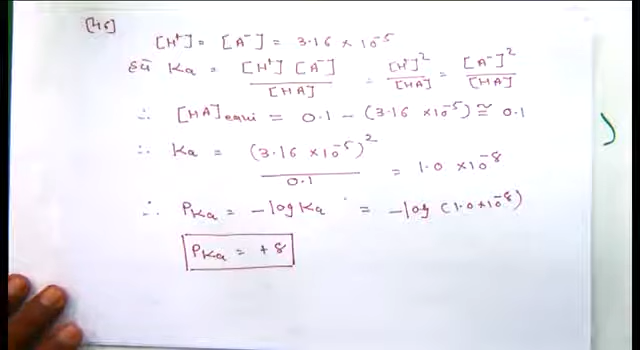 [46]
[H⁺] = [A⁻] = 3.16 × 10⁻⁵
Ka = [H⁺] [A⁻] / [HA] = [H⁺]² / [HA] = [A⁻]² / [HA]
∴ [HA]equi = 0.1 - (3.16 × 10⁻⁵) ≅ 0.1
∴ Ka = (3.16 × 10⁻⁵)² / 0.1 = 1.0 × 10⁻⁸
∴ PKa = -log Ka = -log (1.0 × 10⁻⁸)
PKa = +8